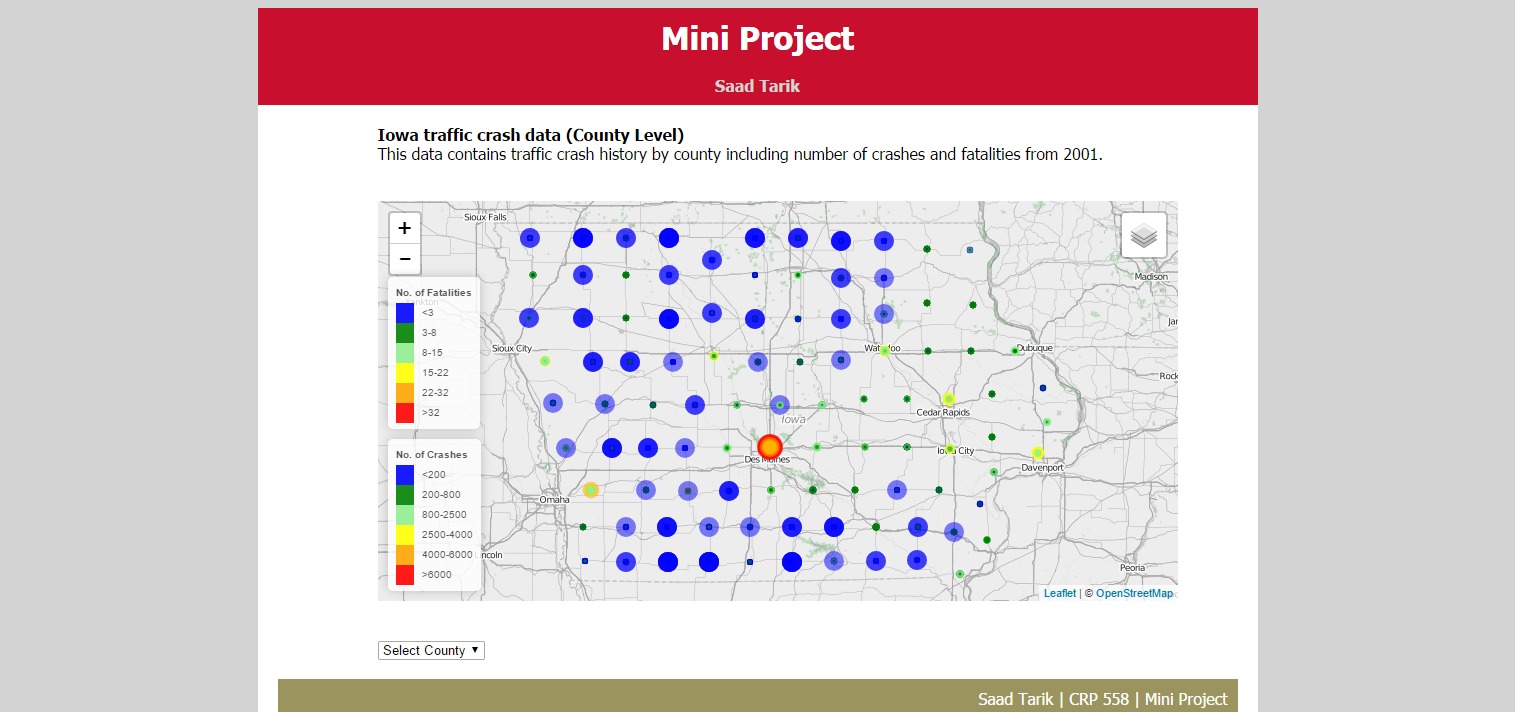 Mini Project
Saad Tarik
Iowa traffic crash data (County Level)
This data contains traffic crash history by county including number of crashes and fatalities from 2001.
Sioux Falls
+
−
Madison
No. of Fatalities
<3
3-8
8-15
15-22
22-32
>32
Sioux City
Dubuque
Rock
Iowa
Cedar Rapids
Des Moines
Iowa City
Davenport
No. of Crashes
<200
200-800
800-2500
2500-4000
4000-6000
>6000
Omaha
ncoln
Peoria
Leaflet | © OpenStreetMap
Select County ▼
Saad Tarik | CRP 558 | Mini Project